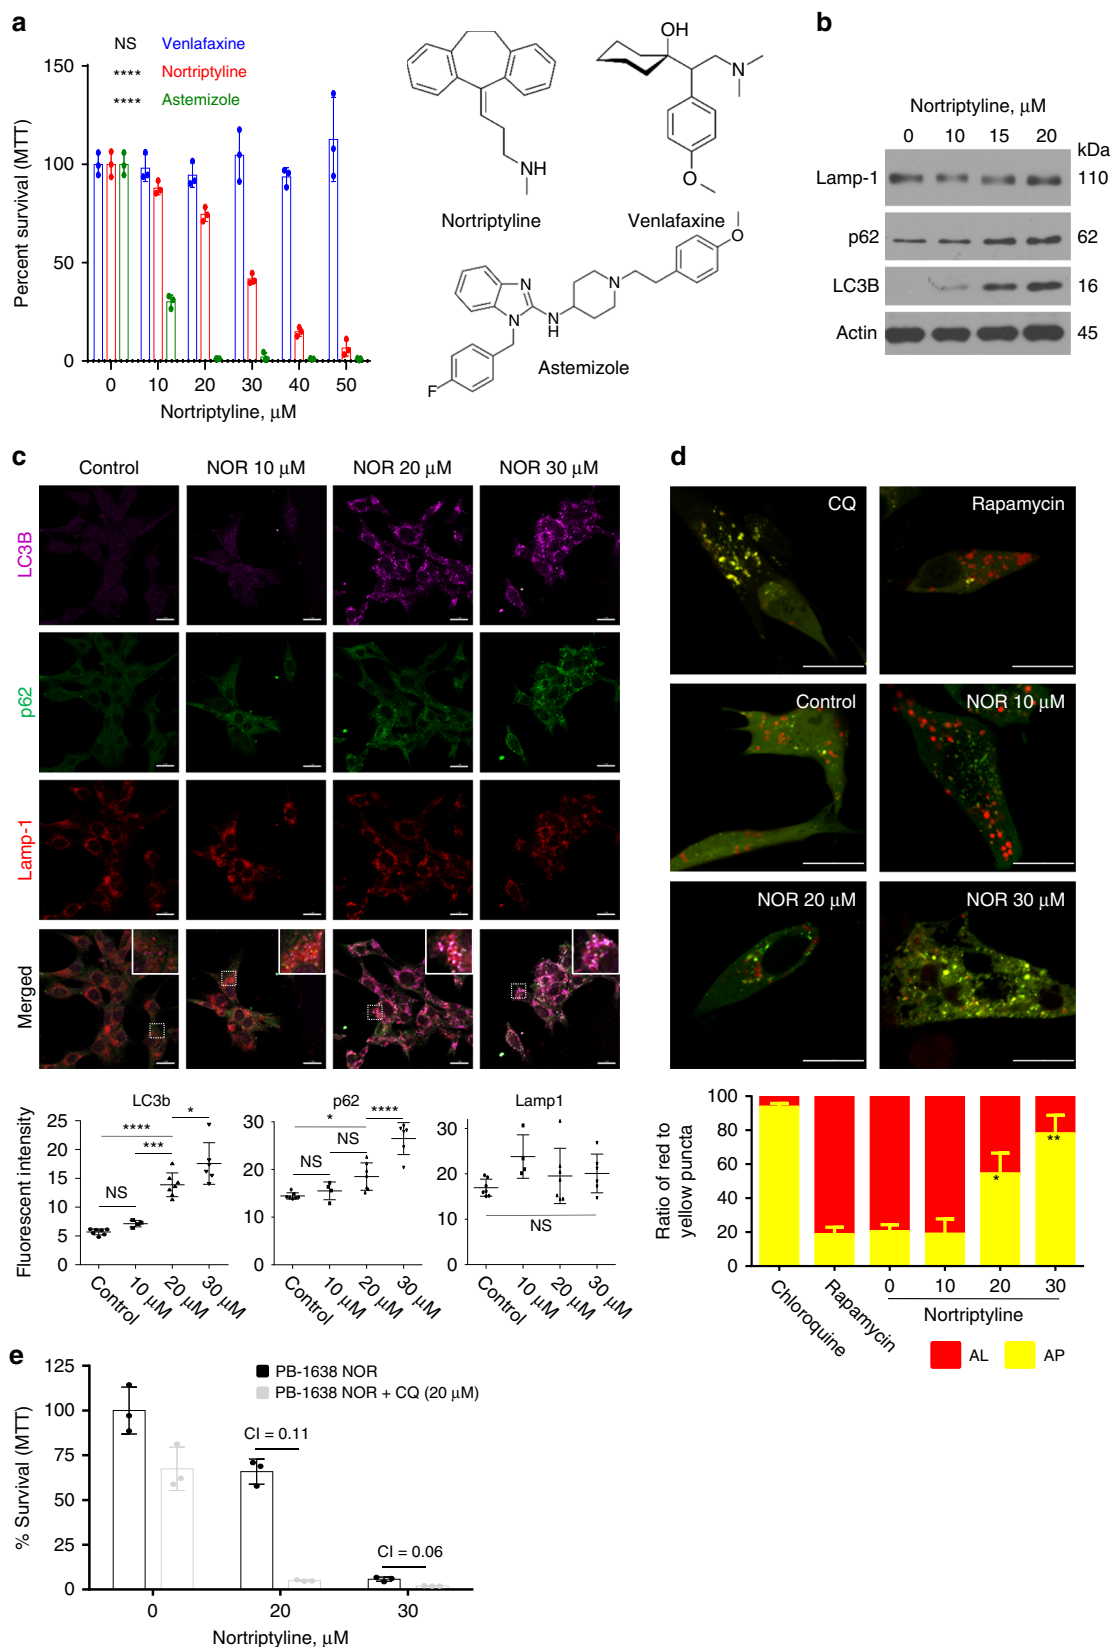 a
NS Venlafaxine
**** Nortriptyline
**** Astemizole
Percent survival (MTT)
150
100
50
0
0 10 20 30 40 50
Nortriptyline, μM
NH
Nortriptyline
OH
N
O
Venlafaxine
O
N
N
N
NH
F
Astemizole
b
Nortriptyline, μM
0 10 15 20
kDa
Lamp-1 110
p62 62
LC3B 16
Actin 45
c
Control NOR 10 μM NOR 20 μM NOR 30 μM
LC3B
p62
Lamp-1
Merged
Fluorescent intensity
LC3b
25
20
15
10
5
0
NS
****
***
*
Control 10 μM 20 μM 30 μM
p62
30
20
10
0
NS
NS
*
****
Control 10 μM 20 μM 30 μM
Lamp1
30
20
10
0
NS
Control 10 μM 20 μM 30 μM
d
CQ
Rapamycin
Control
NOR 10 μM
NOR 20 μM
NOR 30 μM
Ratio of red to
yellow puncta
100
80
60
40
20
0
*
**
Chloroquine Rapamycin 0 10 20 30
Nortriptyline
AL AP
e
% Survival (MTT)
125
100
75
50
25
0
PB-1638 NOR
PB-1638 NOR + CQ (20 μM)
CI = 0.11
CI = 0.06
0 20 30
Nortriptyline, μM